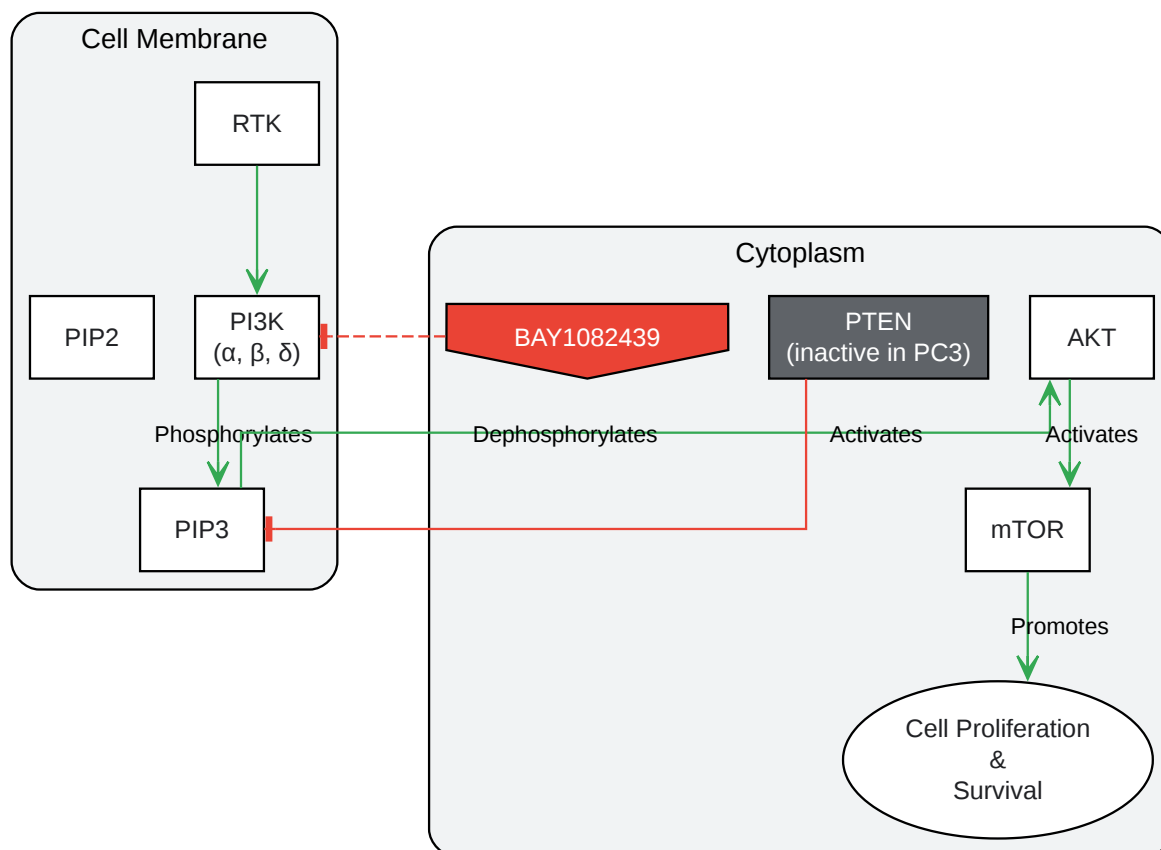 Cell Membrane
RTK
Cytoplasm
PIP2
PI3K
(α, β, δ)
BAY1082439
PTEN
(inactive in PC3)
AKT
Phosphorylates
Dephosphorylates
Activates
Activates
PIP3
mTOR
Promotes
Cell Proliferation
&
Survival